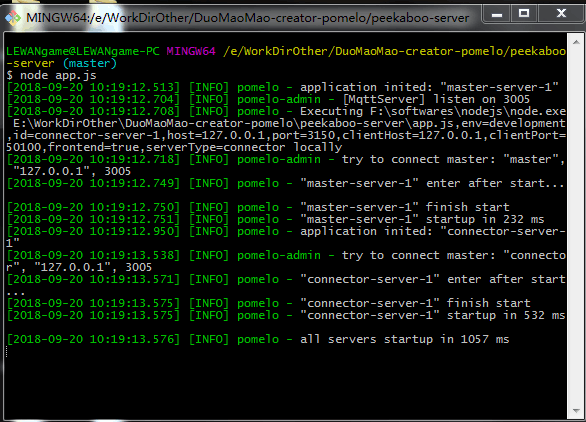 MINGW64:/e/WorkDirOther/DuoMaoMao-creator-pomelo/peekaboo-server
LEWANgame@LEWANgame-PC MINGW64 /e/WorkDirOther/DuoMaoMao-creator-pomelo/peekaboo
-server (master)
$ node app.js
[2018-09-20 10:19:12.513] [INFO] pomelo - application inited: "master-server-1"
[2018-09-20 10:19:12.704] [INFO] pomelo-admin - [MqttServer] listen on 3005
[2018-09-20 10:19:12.708] [INFO] pomelo - Executing F:\softwares\nodejs\node.exe
E:\WorkDirOther\DuoMaoMao-creator-pomelo\peekaboo-server\app.js,env=development,
id=connector-server-1,host=127.0.0.1,port=3150,clientHost=127.0.0.1,clientPort=
50100,frontend=true,serverType=connector locally
[2018-09-20 10:19:12.718] [INFO] pomelo-admin - try to connect master: "master",
"127.0.0.1", 3005
[2018-09-20 10:19:12.749] [INFO] pomelo - "master-server-1" enter after start...
[2018-09-20 10:19:12.750] [INFO] pomelo - "master-server-1" finish start
[2018-09-20 10:19:12.751] [INFO] pomelo - "master-server-1" startup in 232 ms
[2018-09-20 10:19:12.950] [INFO] pomelo - application inited: "connector-server-
1"
[2018-09-20 10:19:13.538] [INFO] pomelo-admin - try to connect master: "connecto
r", "127.0.0.1", 3005
[2018-09-20 10:19:13.571] [INFO] pomelo - "connector-server-1" enter after start
...
[2018-09-20 10:19:13.575] [INFO] pomelo - "connector-server-1" finish start
[2018-09-20 10:19:13.575] [INFO] pomelo - "connector-server-1" startup in 532 ms
[2018-09-20 10:19:13.576] [INFO] pomelo - all servers startup in 1057 ms